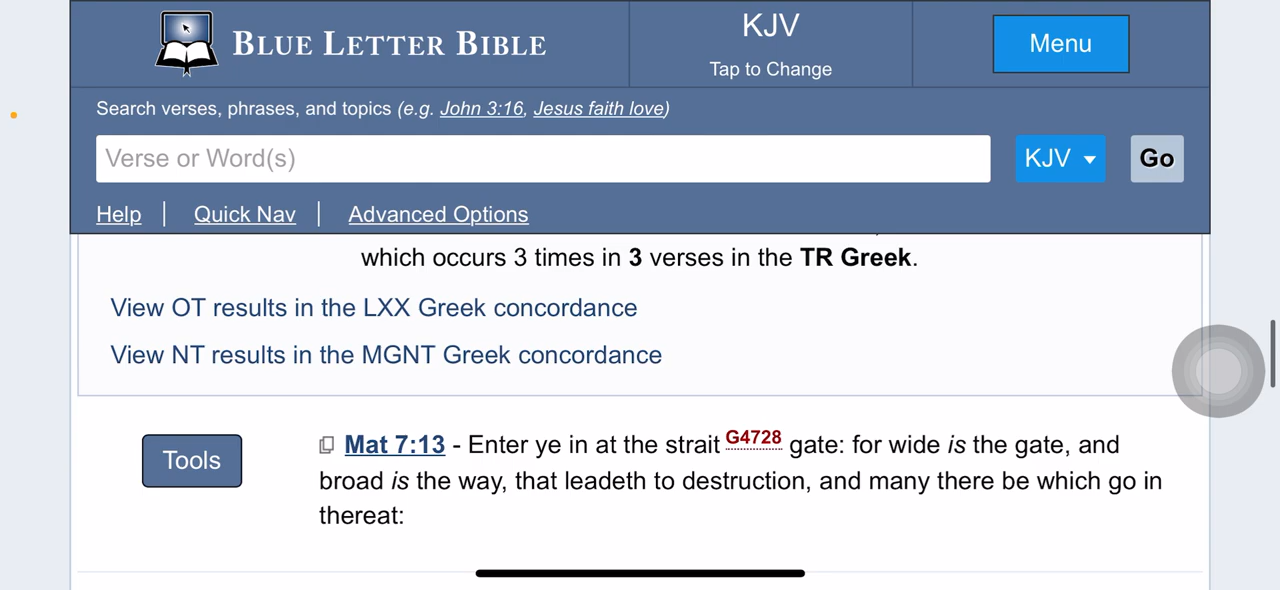 BLUE LETTER BIBLE
KJV
Tap to Change
Menu
Search verses, phrases, and topics (e.g. John 3:16, Jesus faith love)
Verse or Word(s)
KJV
Go
Help
Quick Nav
Advanced Options
which occurs 3 times in 3 verses in the TR Greek.
View OT results in the LXX Greek concordance
View NT results in the MGNT Greek concordance
Tools
Mat 7:13 - Enter ye in at the strait G4728 gate: for wide is the gate, and
broad is the way, that leadeth to destruction, and many there be which go in
thereat: